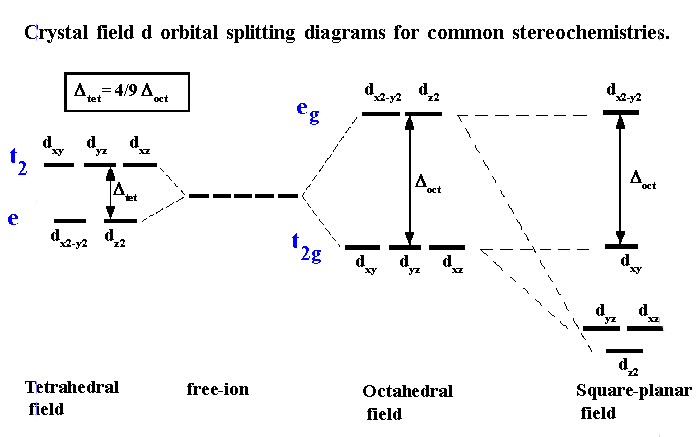 Crystal field d orbital splitting diagrams for common stereochemistries.
Δtet = 4/9 Δoct
dx2-y2 dz2
dx2-y2
eg
dxy dyz dxz
t2
Δtet
Δoct
Δoct
e
dx2-y2 dz2
t2g
dxy dyz dxz
dxy
dyz dxz
dz2
Tetrahedral
field
free-ion
Octahedral
field
Square-planar
field